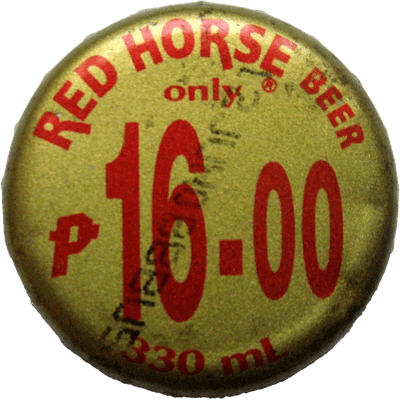 RED HORSE BEER
only ®
₱16.00
330 mL